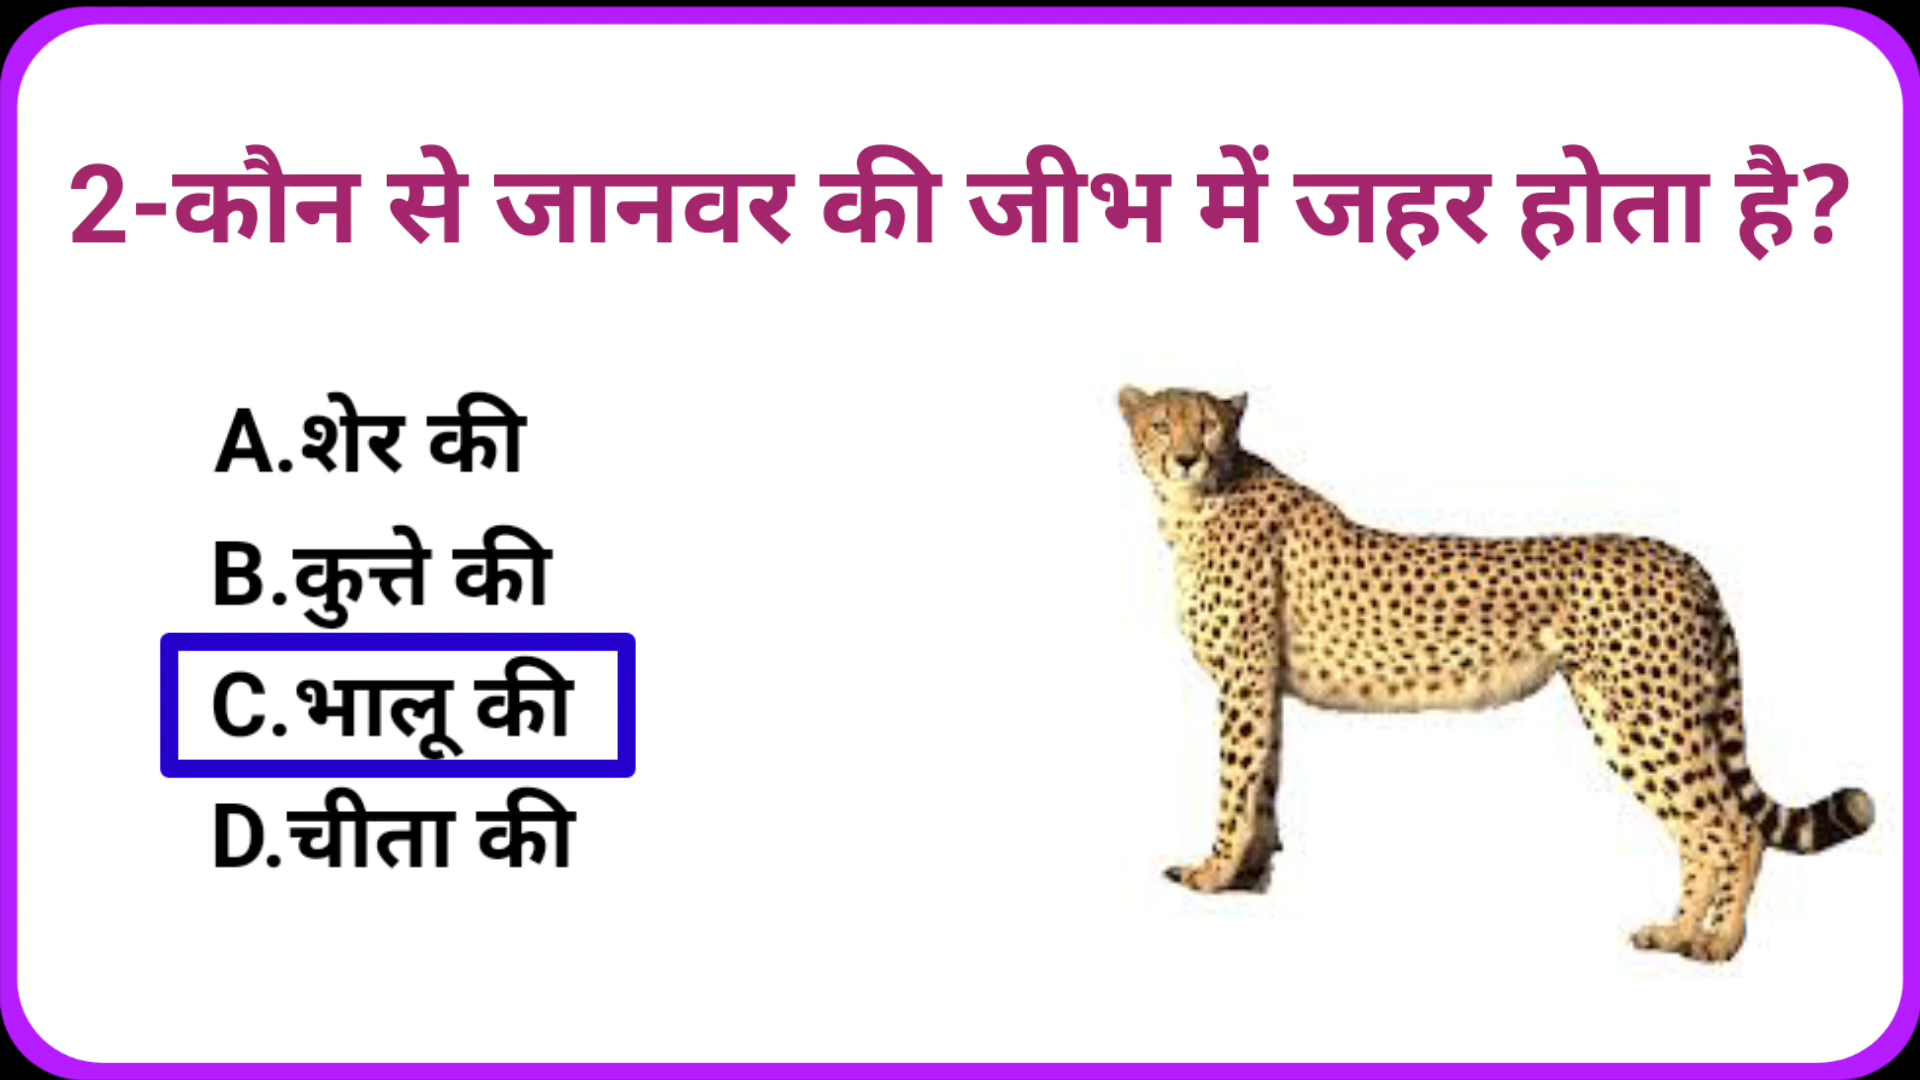 2-कौन से जानवर की जीभ में जहर होता है?
A.शेर की
B.कुत्ते की
C.भालू की
D.चीता की